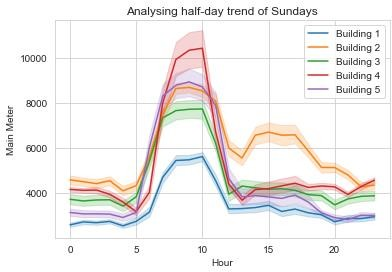 Analysing half-day trend of Sundays
Building 1
Building 2
Building 3
Building 4
Building 5
Main Meter
10000
8000
6000
4000
0
5
10
15
20
Hour